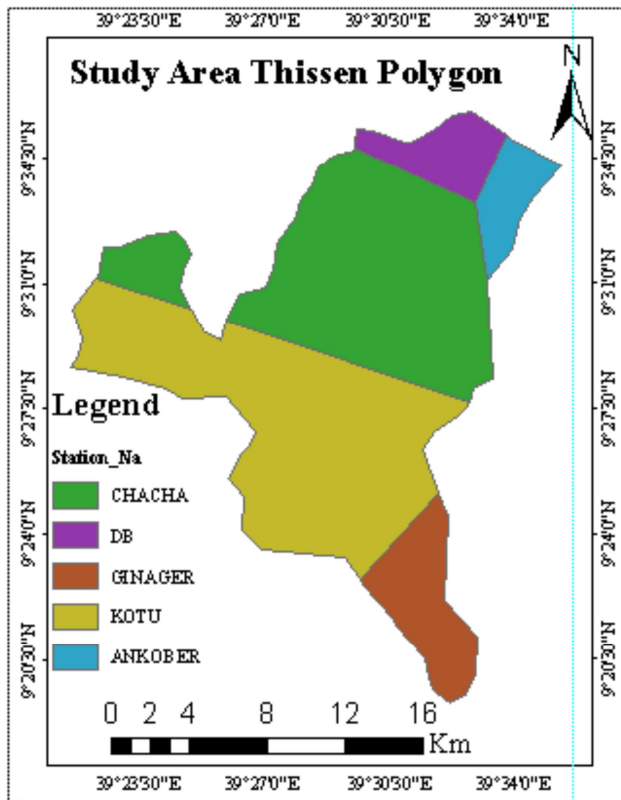 39°23'30"E 39°27'0"E 39°30'30"E 39°34'0"E
Study Area Thissen Polygon
N
9°34'30"N 9°34'30"N
9°31'0"N 9°31'0"N
9°27'30"N 9°27'30"N
Legend
Station_Na
CHACHA
DB
9°24'0"N 9°24'0"N
GINAGER
KOTU
ANKOBER
9°20'30"N 9°20'30"N
0 2 4 8 12 16
Km
39°23'30"E 39°27'0"E 39°30'30"E 39°34'0"E